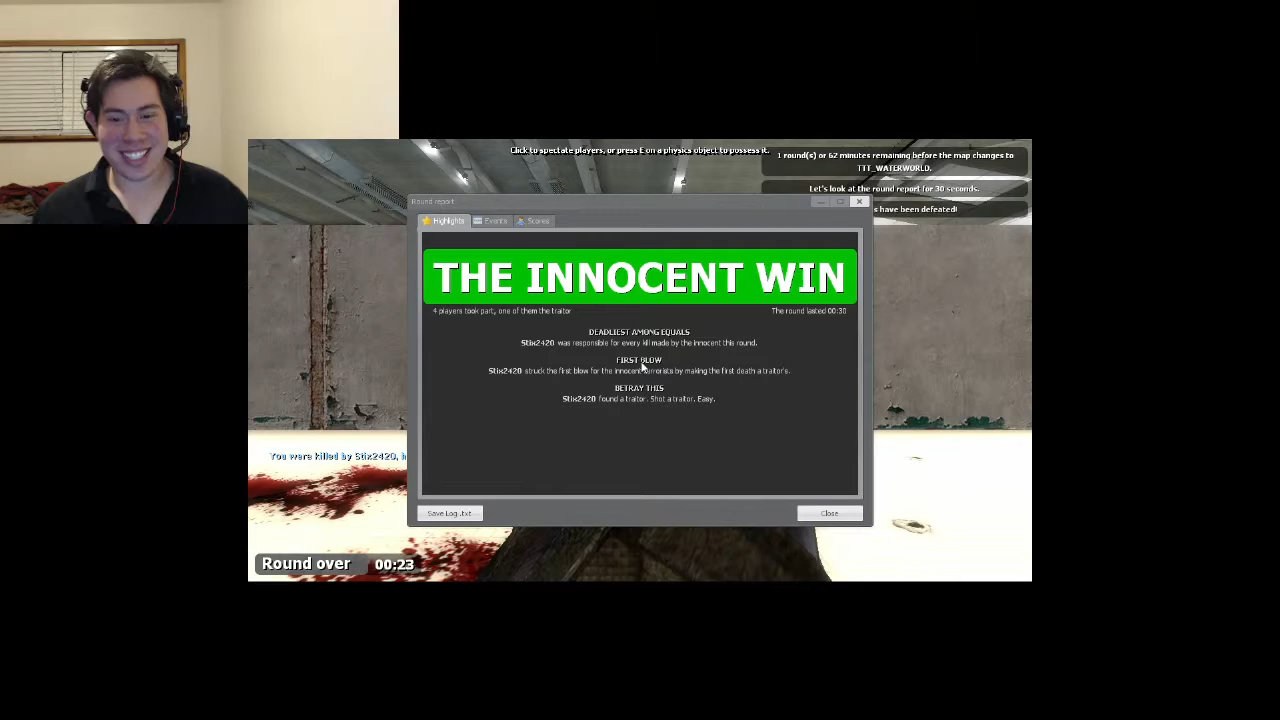 Click to spectate players, or press E on a physics object to possess it.
1 round(s) or 62 minutes remaining before the map changes to
TTT_WATERWORLD.
Let's look at the round report for 30 seconds.
s have been defeated!
Round report
Highlights
Events
Scores
THE INNOCENT WIN
4 players took part, one of them the traitor
The round lasted 00:30
DEADLIEST AMONG EQUALS
Stix2420 was responsible for every kill made by the innocent this round.
FIRST BLOW
Stix2420 struck the first blow for the innocent terrorists by making the first death a traitor's.
BETRAY THIS
Stix2420 found a traitor. Shot a traitor. Easy.
You were killed by Stix2420, h
Save Log .txt
Close
Round over 00:23